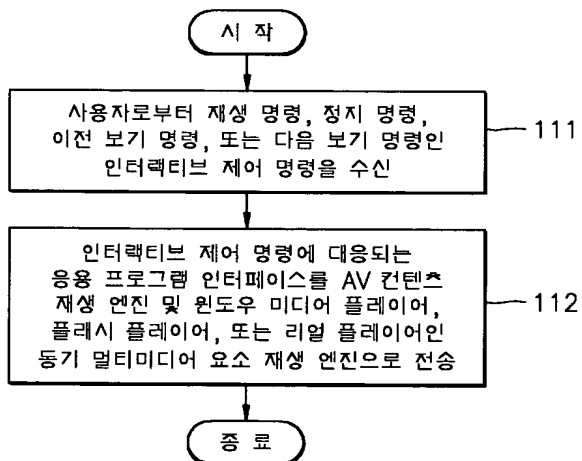 시 작
사용자로부터 재생 명령, 정지 명령,
이전 보기 명령, 또는 다음 보기 명령인
인터랙티브 제어 명령을 수신
111
인터랙티브 제어 명령에 대응되는
응용 프로그램 인터페이스를 AV 컨텐츠
재생 엔진 및 윈도우 미디어 플레이어,
플래시 플레이어, 또는 리얼 플레이어인
동기 멀티미디어 요소 재생 엔진으로 전송
112
종 료